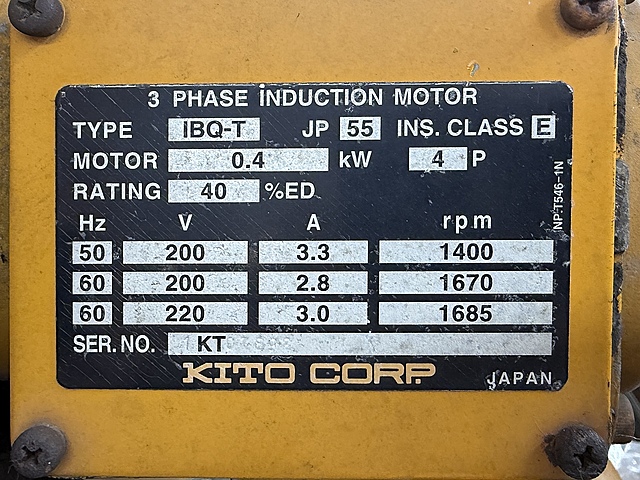 3 PHASE INDUCTION MOTOR
TYPE IBQ-T JP 55 INS. CLASS E
MOTOR 0.4 kW 4 P
RATING 40 %ED
Hz V A rpm
50 200 3.3 1400
60 200 2.8 1670
60 220 3.0 1685
SER. NO. KT
KITO CORP. JAPAN
NP.T546-1N